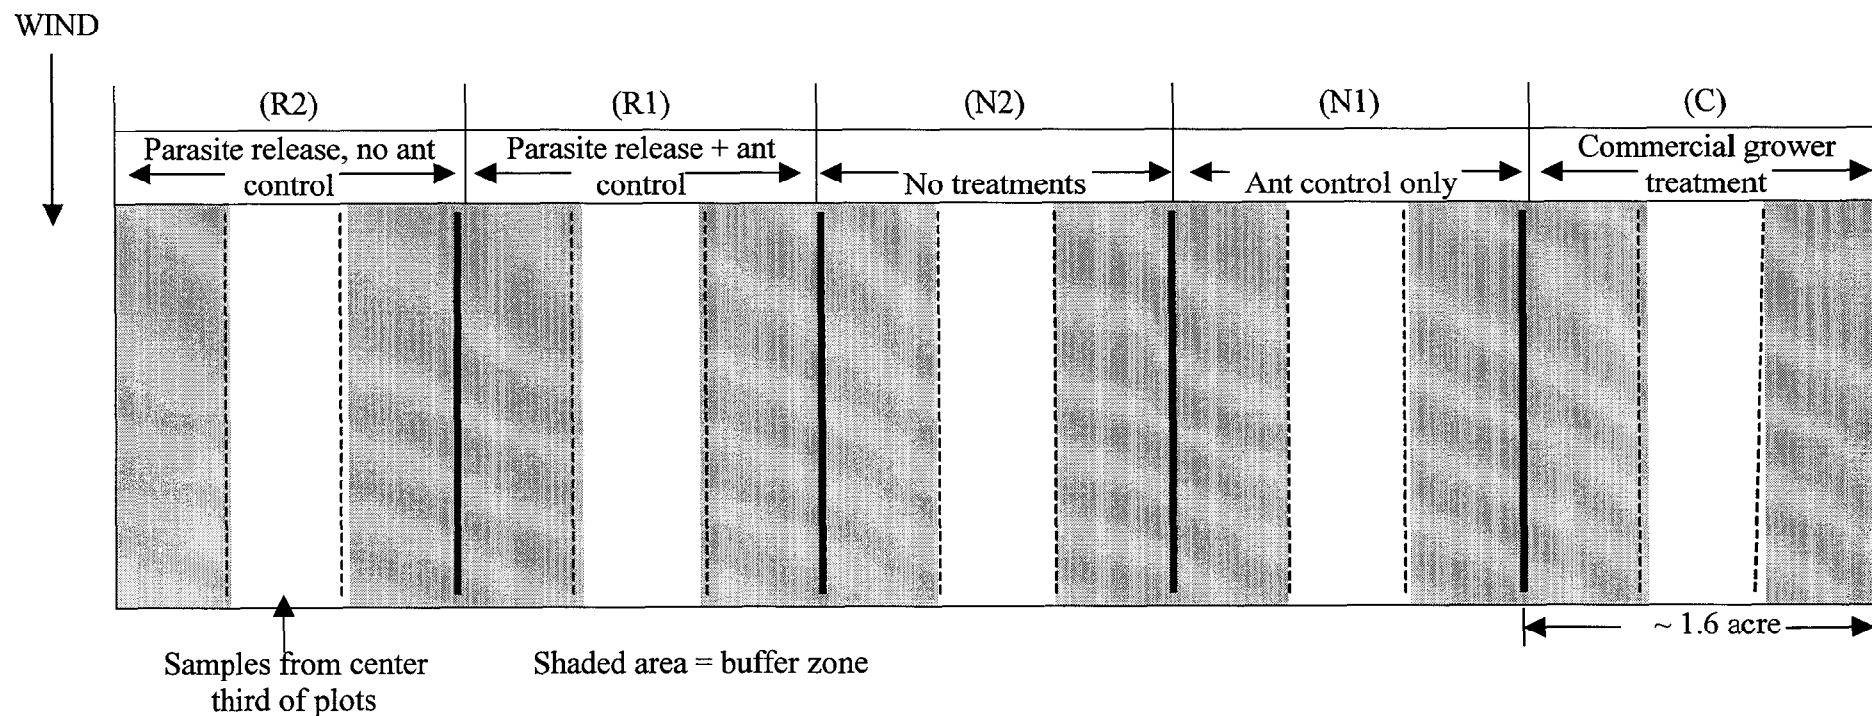 WIND
(R2)
(R1)
(N2)
(N1)
(C)
Parasite release, no ant
control
Parasite release + ant
control
No treatments
Ant control only
Commercial grower
treatment
~ 1.6 acre
Samples from center
third of plots
Shaded area = buffer zone